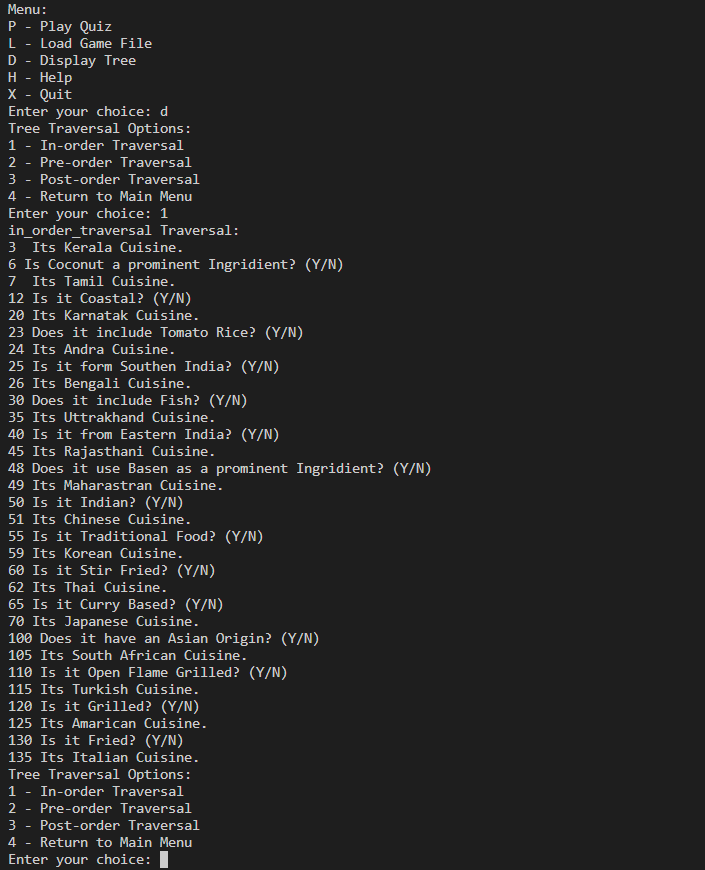 Menu:
P - Play Quiz
L - Load Game File
D - Display Tree
H - Help
X - Quit
Enter your choice: d
Tree Traversal Options:
1 - In-order Traversal
2 - Pre-order Traversal
3 - Post-order Traversal
4 - Return to Main Menu
Enter your choice: 1
in_order_traversal Traversal:
3  Its Kerala Cuisine.
6 Is Coconut a prominent Ingridient? (Y/N)
7  Its Tamil Cuisine.
12 Is it Coastal? (Y/N)
20 Its Karnatak Cuisine.
23 Does it include Tomato Rice? (Y/N)
24 Its Andra Cuisine.
25 Is it form Southen India? (Y/N)
26 Its Bengali Cuisine.
30 Does it include Fish? (Y/N)
35 Its Uttrakhand Cuisine.
40 Is it from Eastern India? (Y/N)
45 Its Rajasthani Cuisine.
48 Does it use Basen as a prominent Ingridient? (Y/N)
49 Its Maharastran Cuisine.
50 Is it Indian? (Y/N)
51 Its Chinese Cuisine.
55 Is it Traditional Food? (Y/N)
59 Its Korean Cuisine.
60 Is it Stir Fried? (Y/N)
62 Its Thai Cuisine.
65 Is it Curry Based? (Y/N)
70 Its Japanese Cuisine.
100 Does it have an Asian Origin? (Y/N)
105 Its South African Cuisine.
110 Is it Open Flame Grilled? (Y/N)
115 Its Turkish Cuisine.
120 Is it Grilled? (Y/N)
125 Its Amarican Cuisine.
130 Is it Fried? (Y/N)
135 Its Italian Cuisine.
Tree Traversal Options:
1 - In-order Traversal
2 - Pre-order Traversal
3 - Post-order Traversal
4 - Return to Main Menu
Enter your choice: